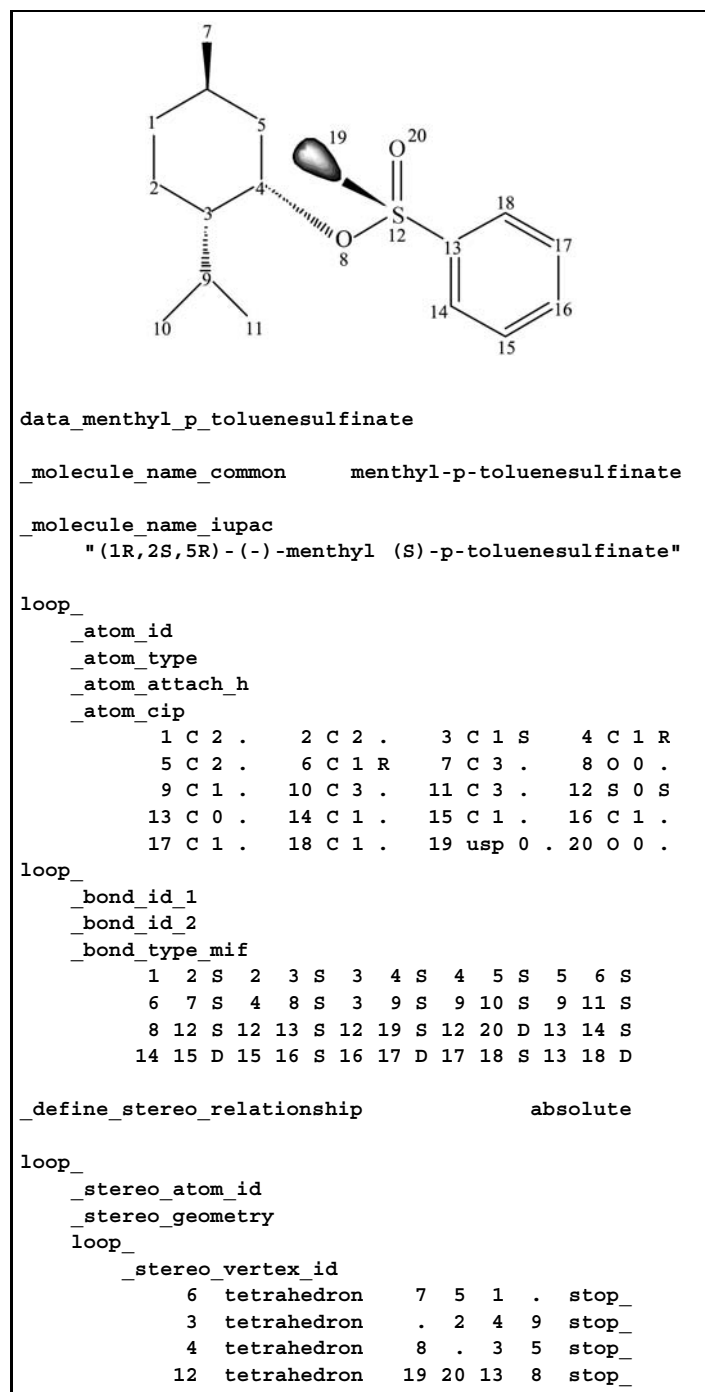 7
19
20
O
1
5
18
2
4
S
3
12
13
17
O
8
9
14
16
10
11
15
data_menthyl_p_toluenesulfinate
_molecule_name_common menthyl-p-toluenesulfinate
_molecule_name_iupac
"(1R,2S,5R)-(-)-menthyl (S)-p-toluenesulfinate"
loop_
_atom_id
_atom_type
_atom_attach_h
_atom_cip
1 C 2 . 2 C 2 . 3 C 1 S 4 C 1 R
5 C 2 . 6 C 1 R 7 C 3 . 8 O 0 .
9 C 1 . 10 C 3 . 11 C 3 . 12 S 0 S
13 C 0 . 14 C 1 . 15 C 1 . 16 C 1 .
17 C 1 . 18 C 1 . 19 usp 0 . 20 O 0 .
loop_
_bond_id_1
_bond_id_2
_bond_type_mif
1 2 S 2 3 S 3 4 S 4 5 S 5 6 S
6 7 S 4 8 S 3 9 S 9 10 S 9 11 S
8 12 S 12 13 S 12 19 S 12 20 D 13 14 S
14 15 D 15 16 S 16 17 D 17 18 S 13 18 D
_define_stereo_relationship absolute
loop_
_stereo_atom_id
_stereo_geometry
loop_
_stereo_vertex_id
6 tetrahedron 7 5 1 . stop_
3 tetrahedron . 2 4 9 stop_
4 tetrahedron 8 . 3 5 stop_
12 tetrahedron 19 20 13 8 stop_